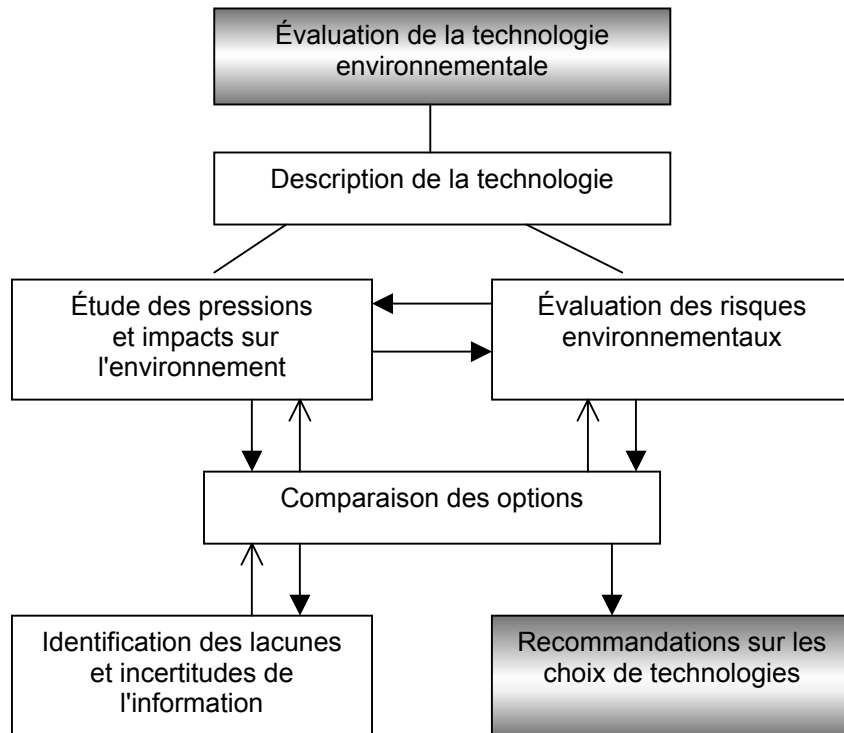 Évaluation de la technologie
environnementale
Description de la technologie
Étude des pressions
et impacts sur
l'environnement
Évaluation des risques
environnementaux
Comparaison des options
Identification des lacunes
et incertitudes de
l'information
Recommandations sur les
choix de technologies